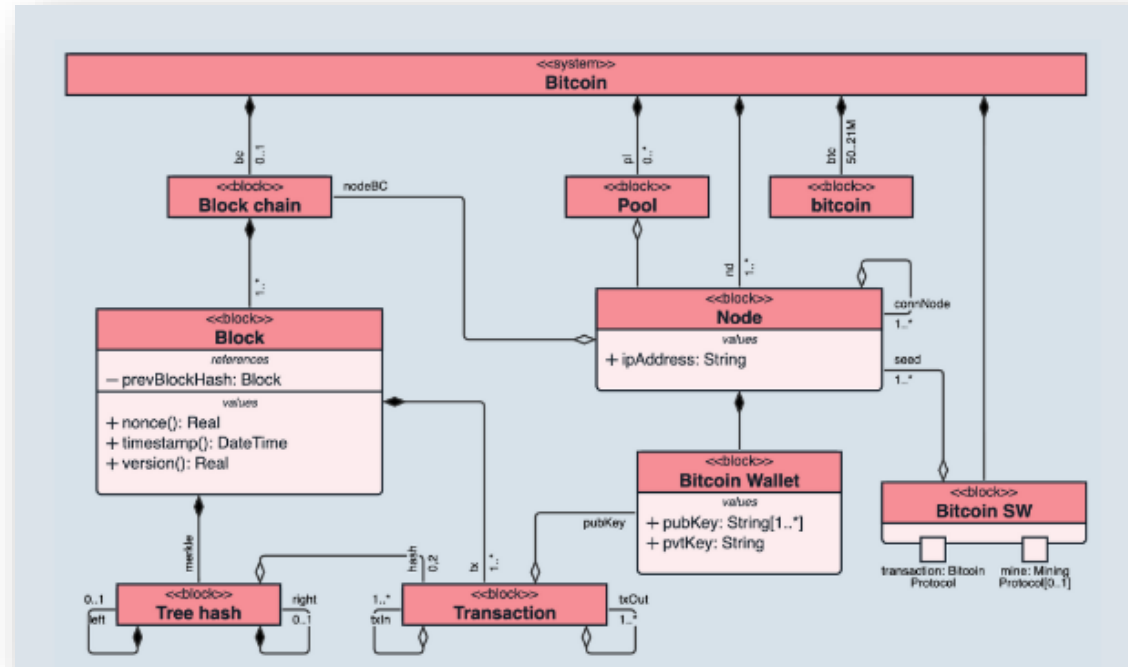 <<system>>
Bitcoin
bc
0..1
pl
0..*
nd
1..*
btc
50..21M
<<block>>
Block chain
nodeBC
<<block>>
Pool
<<block>>
bitcoin
1..*
<<block>>
Block
references
– prevBlockHash: Block
values
+ nonce(): Real
+ timestamp(): DateTime
+ version(): Real
<<block>>
Node
values
+ ipAddress: String
connNode
1..*
seed
1..*
<<block>>
Bitcoin Wallet
values
+ pubKey: String[1..*]
+ pvtKey: String
pubKey
<<block>>
Bitcoin SW
transaction: Bitcoin
Protocol
mine: Mining
Protocol[0..1]
merkle
hash
0,2
tx
1..*
<<block>>
Tree hash
0..1
left
right
0..1
<<block>>
Transaction
1..*
txIn
txOut
1..*